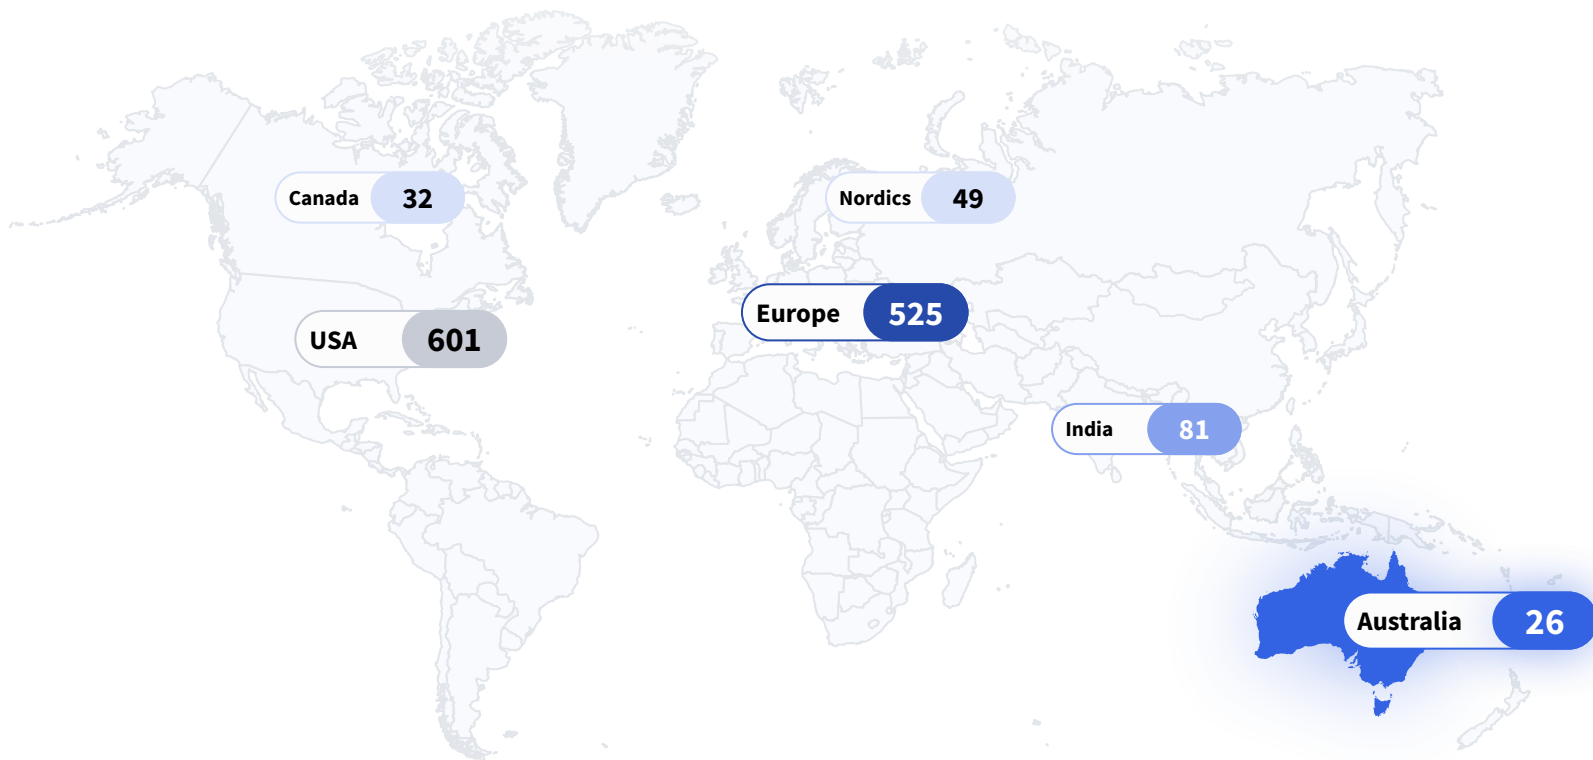 Canada 32
Nordics 49
Europe 525
USA 601
India 81
Australia 26